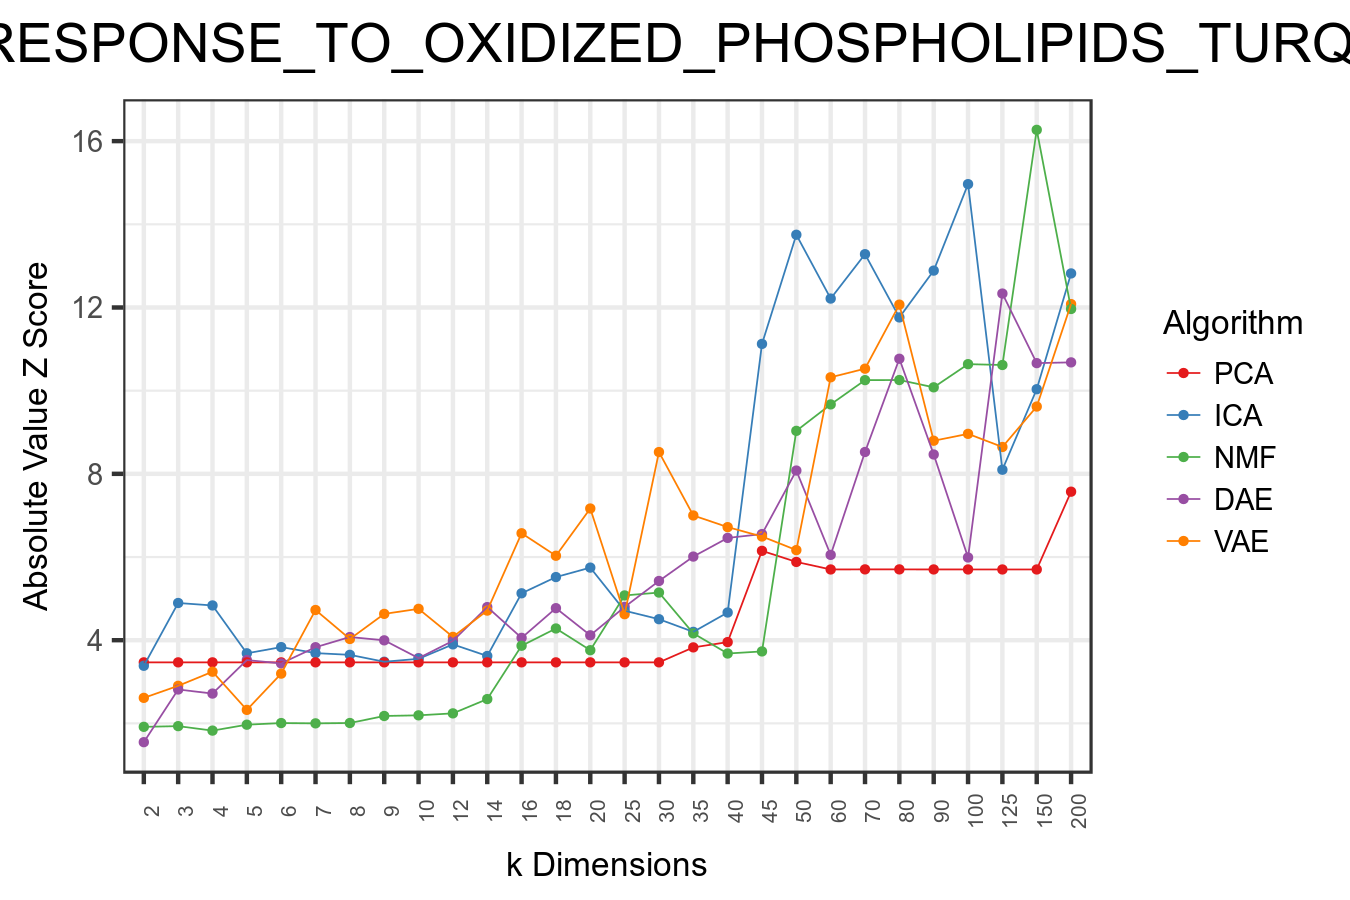 RESPONSE_TO_OXIDIZED_PHOSPHOLIPIDS_TURQ
16
12
8
4
Absolute Value Z Score
2 3 4 5 6 7 8 9 10 12 14 16 18 20 25 30 35 40 45 50 60 70 80 90 100 125 150 200
k Dimensions
Algorithm
PCA
ICA
NMF
DAE
VAE